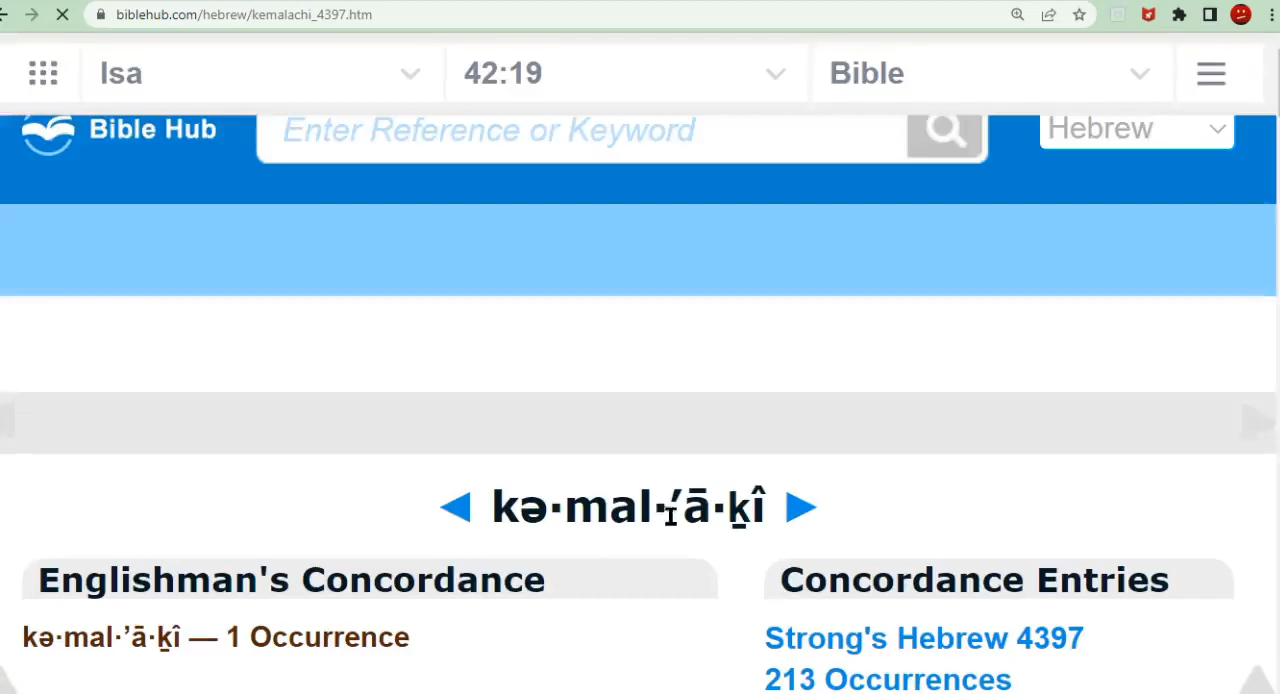 biblehub.com/hebrew/kemalachi_4397.htm
Isa 42:19 Bible
Bible Hub Enter Reference or Keyword Hebrew
kə·mal·’ā·ḵî
Englishman's Concordance Concordance Entries
kə·mal·’ā·ḵî — 1 Occurrence Strong's Hebrew 4397
213 Occurrences